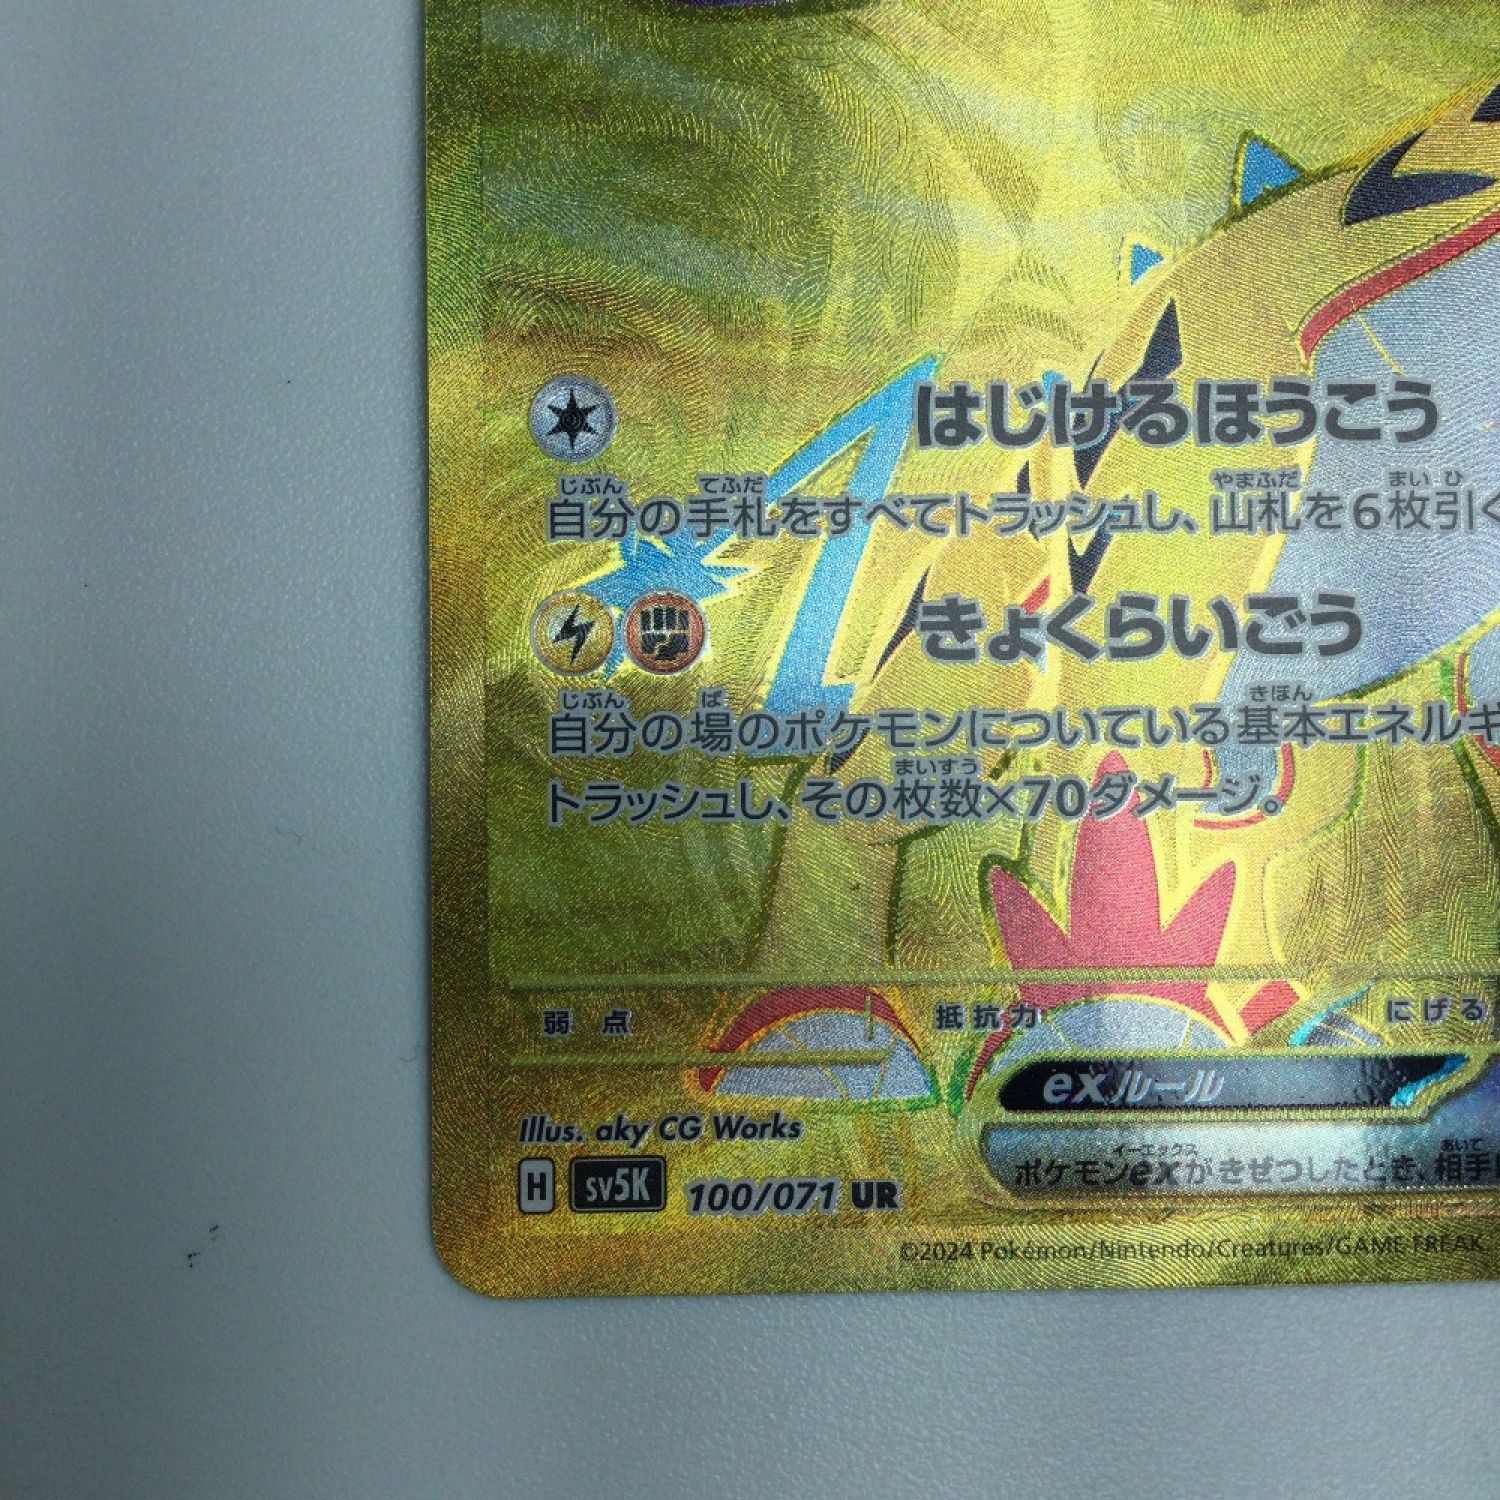 はじけるほうこう
じぶん てふだ やまふだ まい ひ
自分の手札をすべてトラッシュし、山札を6枚引く
きょくらいごう
じぶん ば きほん
自分の場のポケモンについている基本エネルギ
まいすう
トラッシュし、その枚数×70ダメージ。
弱点 抵抗力 にげる
exルール
Illus. aky CG Works
イーエックス あいて
ポケモンexがきぜつしたとき、相手
H SV5K 100/071 UR
©2024 Pokémon/Nintendo/Creatures/GAME FREAK.